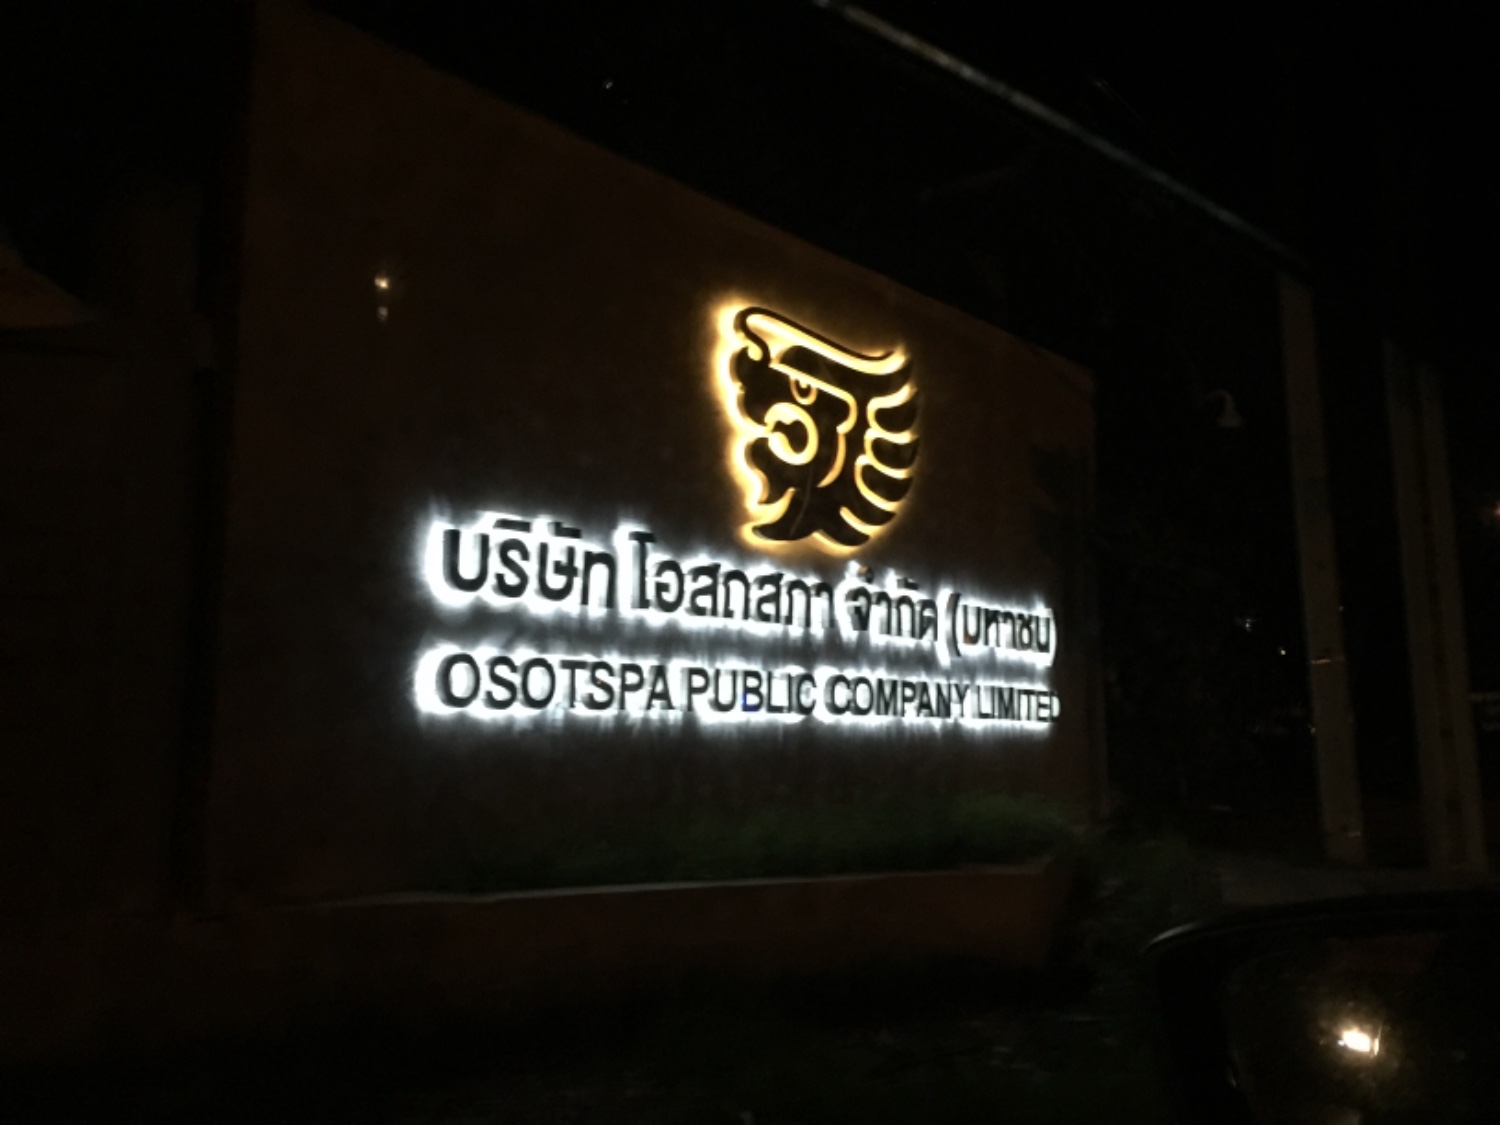 บริษัท โอสถสภา จำกัด (มหาชน)
OSOTSPA PUBLIC COMPANY LIMITED